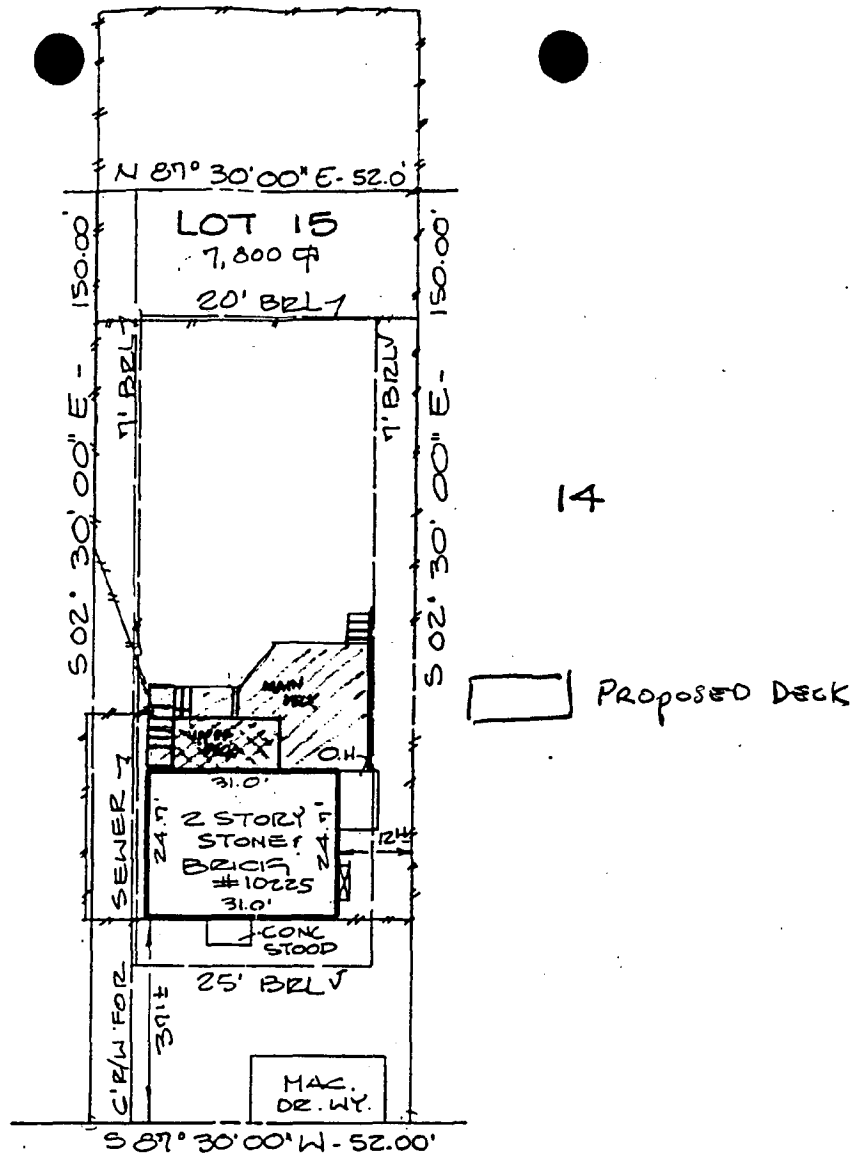 N 87° 30' 00" E - 52.0'
LOT 15
7,800 ⏍
20' BRL
150.00'
150.00'
7' BRL
7' BRL
S 02° 30' 00" E -
S 02° 30' 00" E -
14
PROPOSED DECK
MAIN
DECK
O.H
31.0'
24.7'
24.7'
2 STORY
STONE &
BRICK
#10225
31.0'
12±
SEWER
CONC
STOOD
25' BRL
R/W FOR
37'±
MAC.
DR. WY.
S 87° 30' 00" W - 52.00'